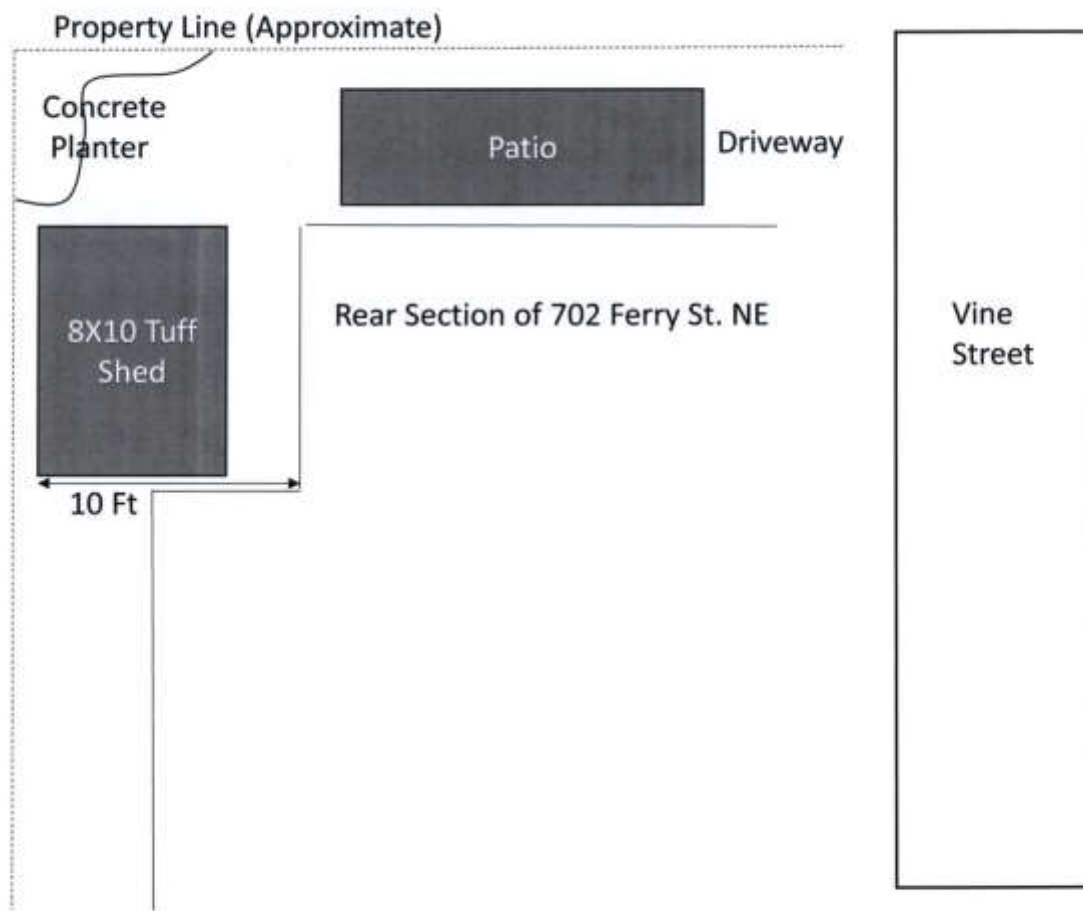 Property Line (Approximate)
Concrete
Planter
Patio
Driveway
8X10 Tuff
Shed
Rear Section of 702 Ferry St. NE
Vine
Street
10 Ft